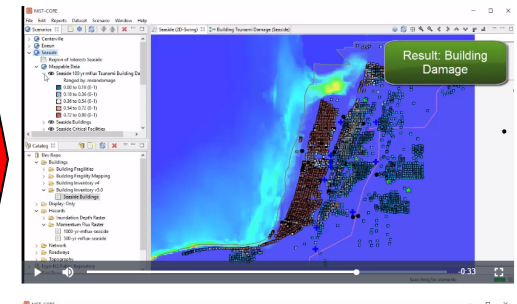 NIST-CORE
File Edit Reports Dataset Scenario Window Help
Scenarios
Seaside (2D-Swing)
Building Tsunami Damage (Seaside)
Centerville
Seaside
Region of Interest: Seaside
Mappable Data
Seaside 100-yr mflux Tsunami Building Da
Ranged by: meandamage
0.00 to 0.18 (0-1)
0.18 to 0.36 (0-1)
0.36 to 0.54 (0-1)
0.54 to 0.72 (0-1)
0.72 to 0.90 (0-1)
Seaside Buildings
Seaside Critical Facilities
Result: Building
Damage
Catalog
Dev Repo
Buildings
Building Fragilities
Building Fragility Mapping
Building Inventory v4
Building Inventory v5.0
Seaside Buildings
Display Only
Hazards
Inundation Depth Raster
Momentum Flux Raster
1000-yr-mflux-seaside
500-yr-mflux-seaside
Network
Roadways
Topography
-0:33
NIST-CORE